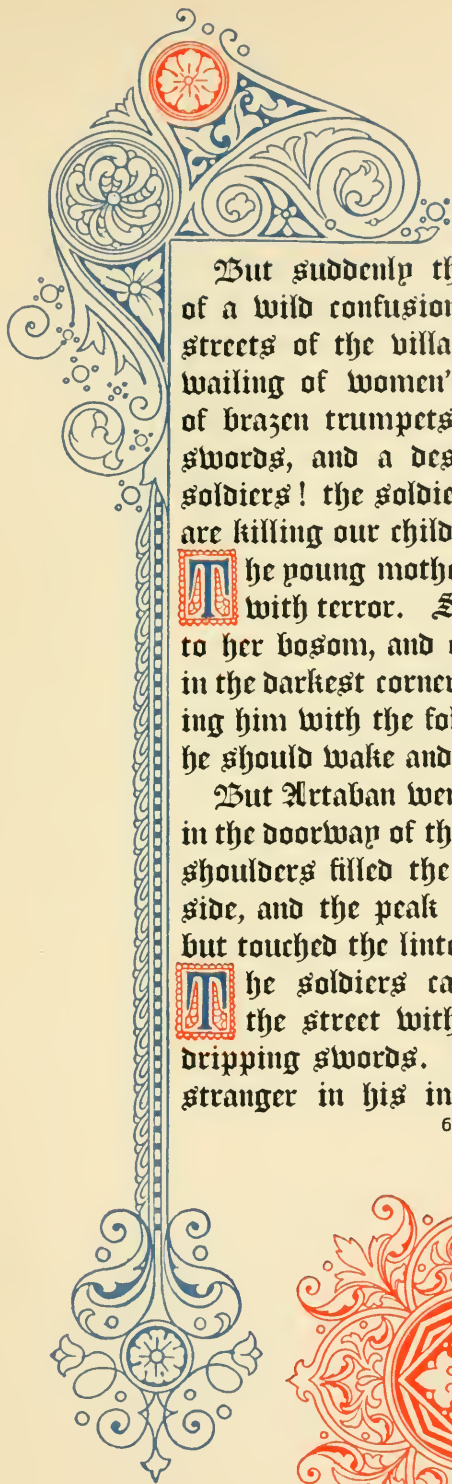 But suddenly th
of a wild confusion
streets of the villa
wailing of women'
of brazen trumpets
swords, and a des
soldiers! the soldie
are killing our child
The young mothe
with terror. S
to her bosom, and
in the darkest corner
ing him with the fol
he should wake and
But Artaban wen
in the doorway of th
shoulders filled the
side, and the peak
but touched the linte
The soldiers ca
the street with
dripping swords.
stranger in his in
6